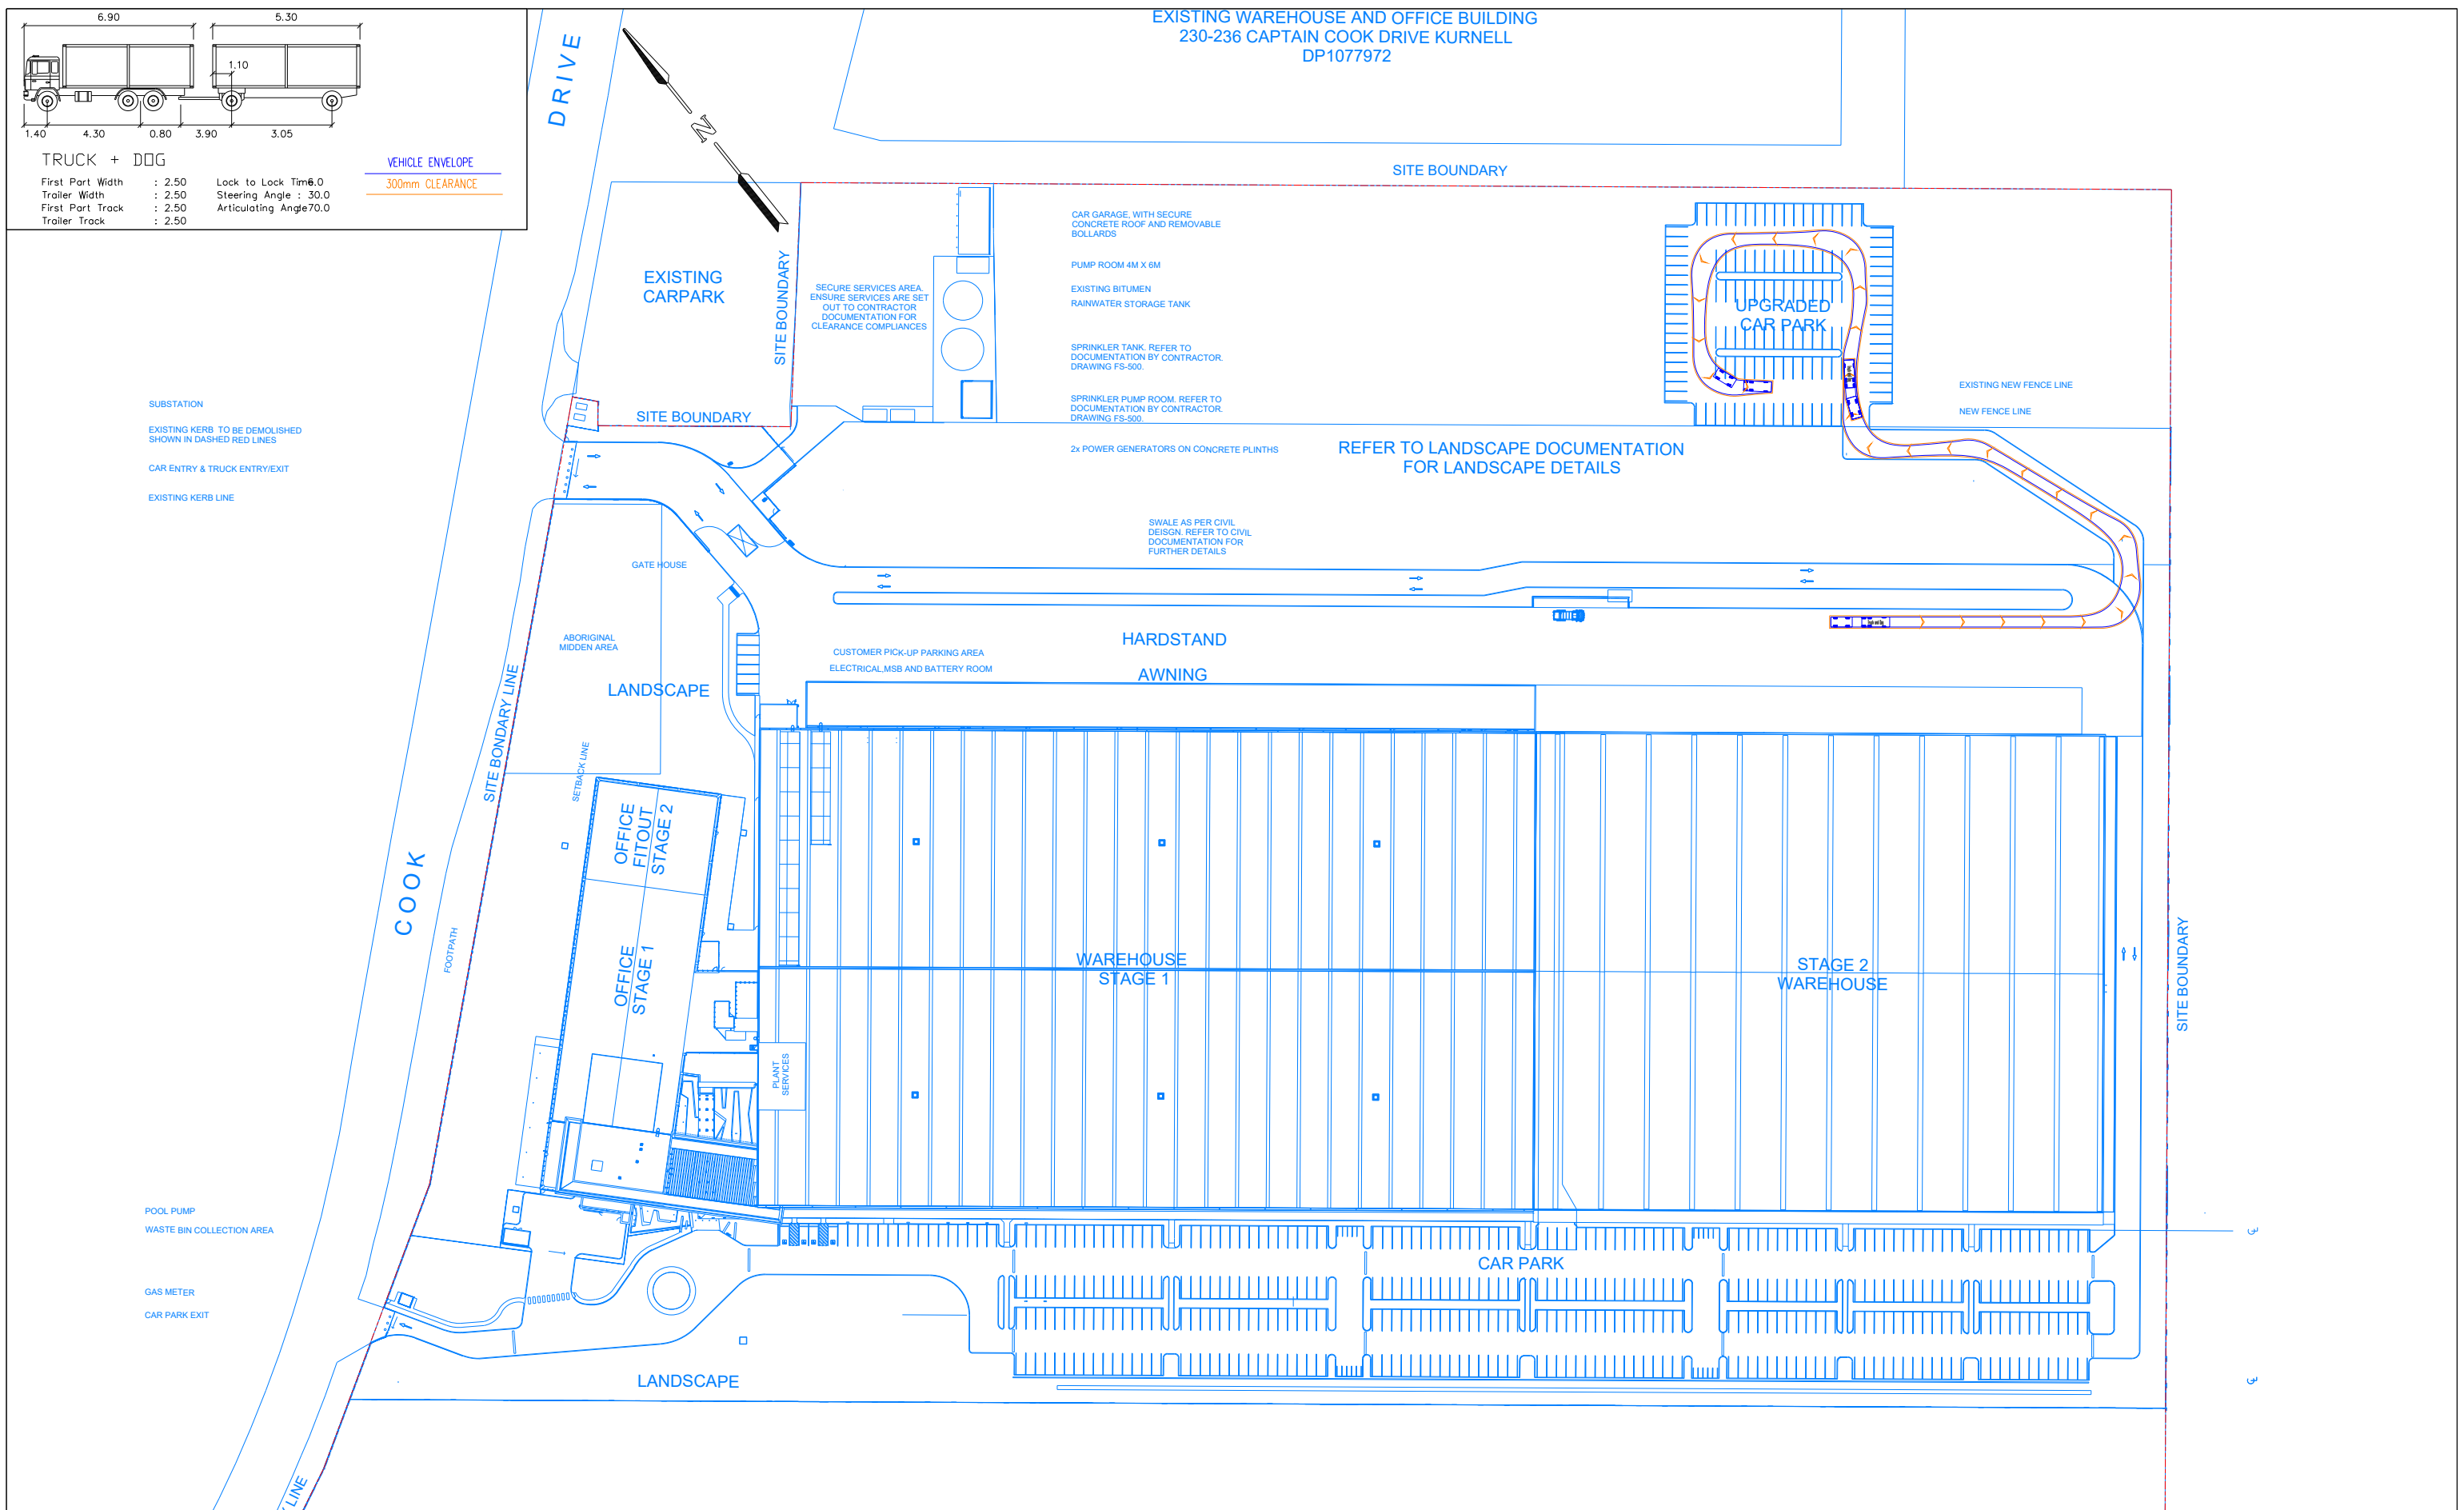 6.90
5.30
1.10
1.40
4.30
0.80
3.90
3.05
TRUCK + DOG
First Part Width : 2.50
Trailer Width : 2.50
First Part Track : 2.50
Trailer Track : 2.50
Lock to Lock Time 6.0
Steering Angle : 30.0
Articulating Angle 70.0
VEHICLE ENVELOPE
300mm CLEARANCE
DRIVE
N
EXISTING WAREHOUSE AND OFFICE BUILDING
230-236 CAPTAIN COOK DRIVE KURNELL
DP1077972
SITE BOUNDARY
EXISTING
CARPARK
SITE BOUNDARY
SITE BOUNDARY
SECURE SERVICES AREA.
ENSURE SERVICES ARE SET
OUT TO CONTRACTOR
DOCUMENTATION FOR
CLEARANCE COMPLIANCES
CAR GARAGE, WITH SECURE
CONCRETE ROOF AND REMOVABLE
BOLLARDS
PUMP ROOM 4M X 6M
EXISTING BITUMEN
RAINWATER STORAGE TANK
SPRINKLER TANK. REFER TO
DOCUMENTATION BY CONTRACTOR.
DRAWING FS-500.
SPRINKLER PUMP ROOM. REFER TO
DOCUMENTATION BY CONTRACTOR.
DRAWING FS-500.
2x POWER GENERATORS ON CONCRETE PLINTHS
UPGRADED
CAR PARK
EXISTING NEW FENCE LINE
NEW FENCE LINE
REFER TO LANDSCAPE DOCUMENTATION
FOR LANDSCAPE DETAILS
SWALE AS PER CIVIL
DEISGN. REFER TO CIVIL
DOCUMENTATION FOR
FURTHER DETAILS
SUBSTATION
EXISTING KERB TO BE DEMOLISHED
SHOWN IN DASHED RED LINES
CAR ENTRY & TRUCK ENTRY/EXIT
EXISTING KERB LINE
GATE HOUSE
ABORIGINAL
MIDDEN AREA
LANDSCAPE
CUSTOMER PICK-UP PARKING AREA
ELECTRICAL,MSB AND BATTERY ROOM
HARDSTAND
AWNING
SITE BONDARY LINE
SETBACK LINE
OFFICE
FITOUT
STAGE 2
OFFICE
STAGE 1
COOK
FOOTPATH
WAREHOUSE
STAGE 1
STAGE 2
WAREHOUSE
SITE BOUNDARY
PLANT
SERVICES
POOL PUMP
WASTE BIN COLLECTION AREA
GAS METER
CAR PARK EXIT
CAR PARK
LANDSCAPE
LINE